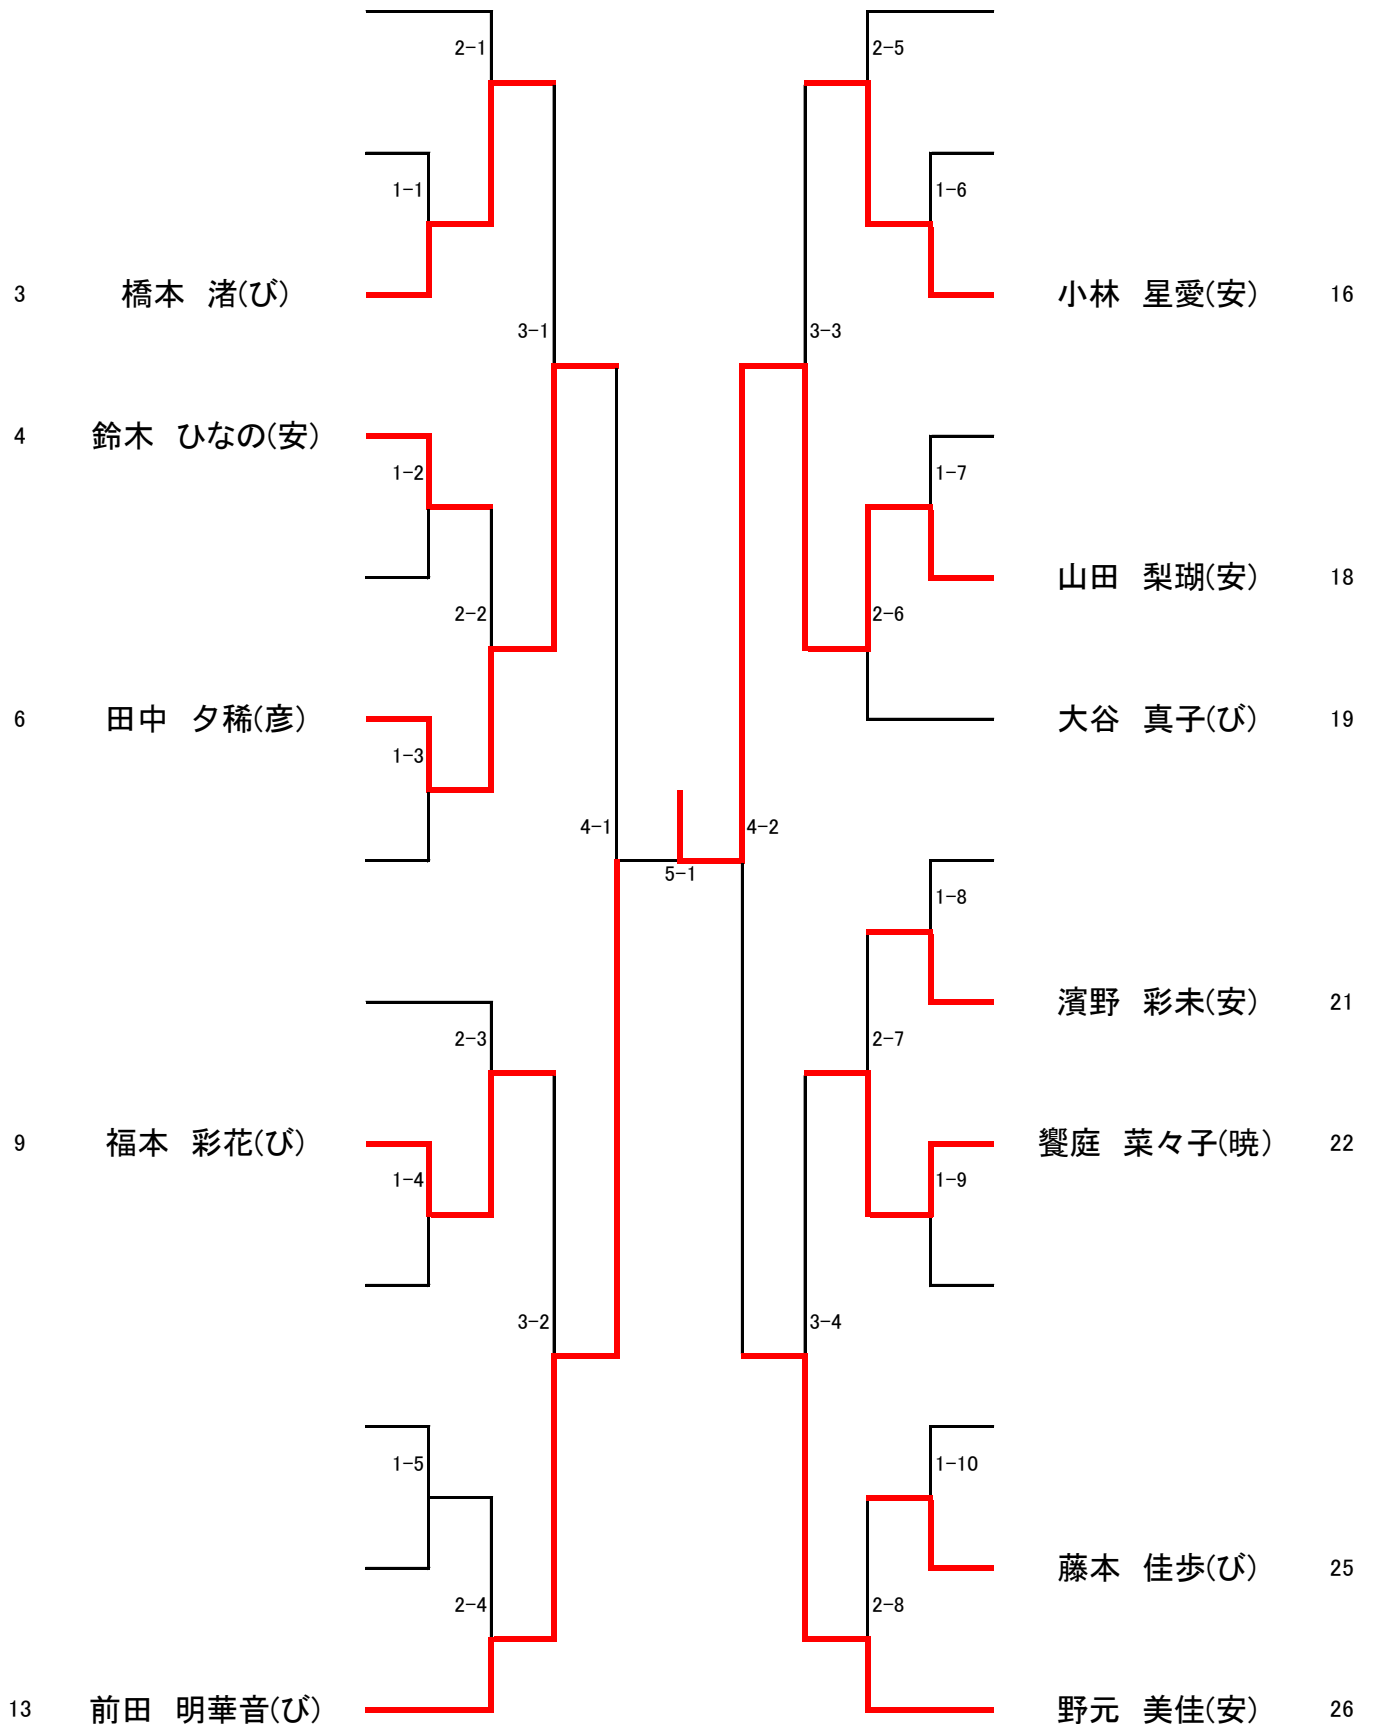 2-1
2-5
1-1
1-6
3 橋本 渚(び)
小林 星愛(安) 16
3-1
3-3
4 鈴木 ひなの(安)
1-2
1-7
山田 梨瑚(安) 18
2-2
2-6
6 田中 夕稀(彦)
大谷 真子(び) 19
1-3
4-1
4-2
5-1
1-8
濱野 彩未(安) 21
2-3
2-7
9 福本 彩花(び)
饗庭 菜々子(暁) 22
1-4
1-9
3-2
3-4
1-5
1-10
藤本 佳歩(び) 25
2-4
2-8
13 前田 明華音(び)
野元 美佳(安) 26